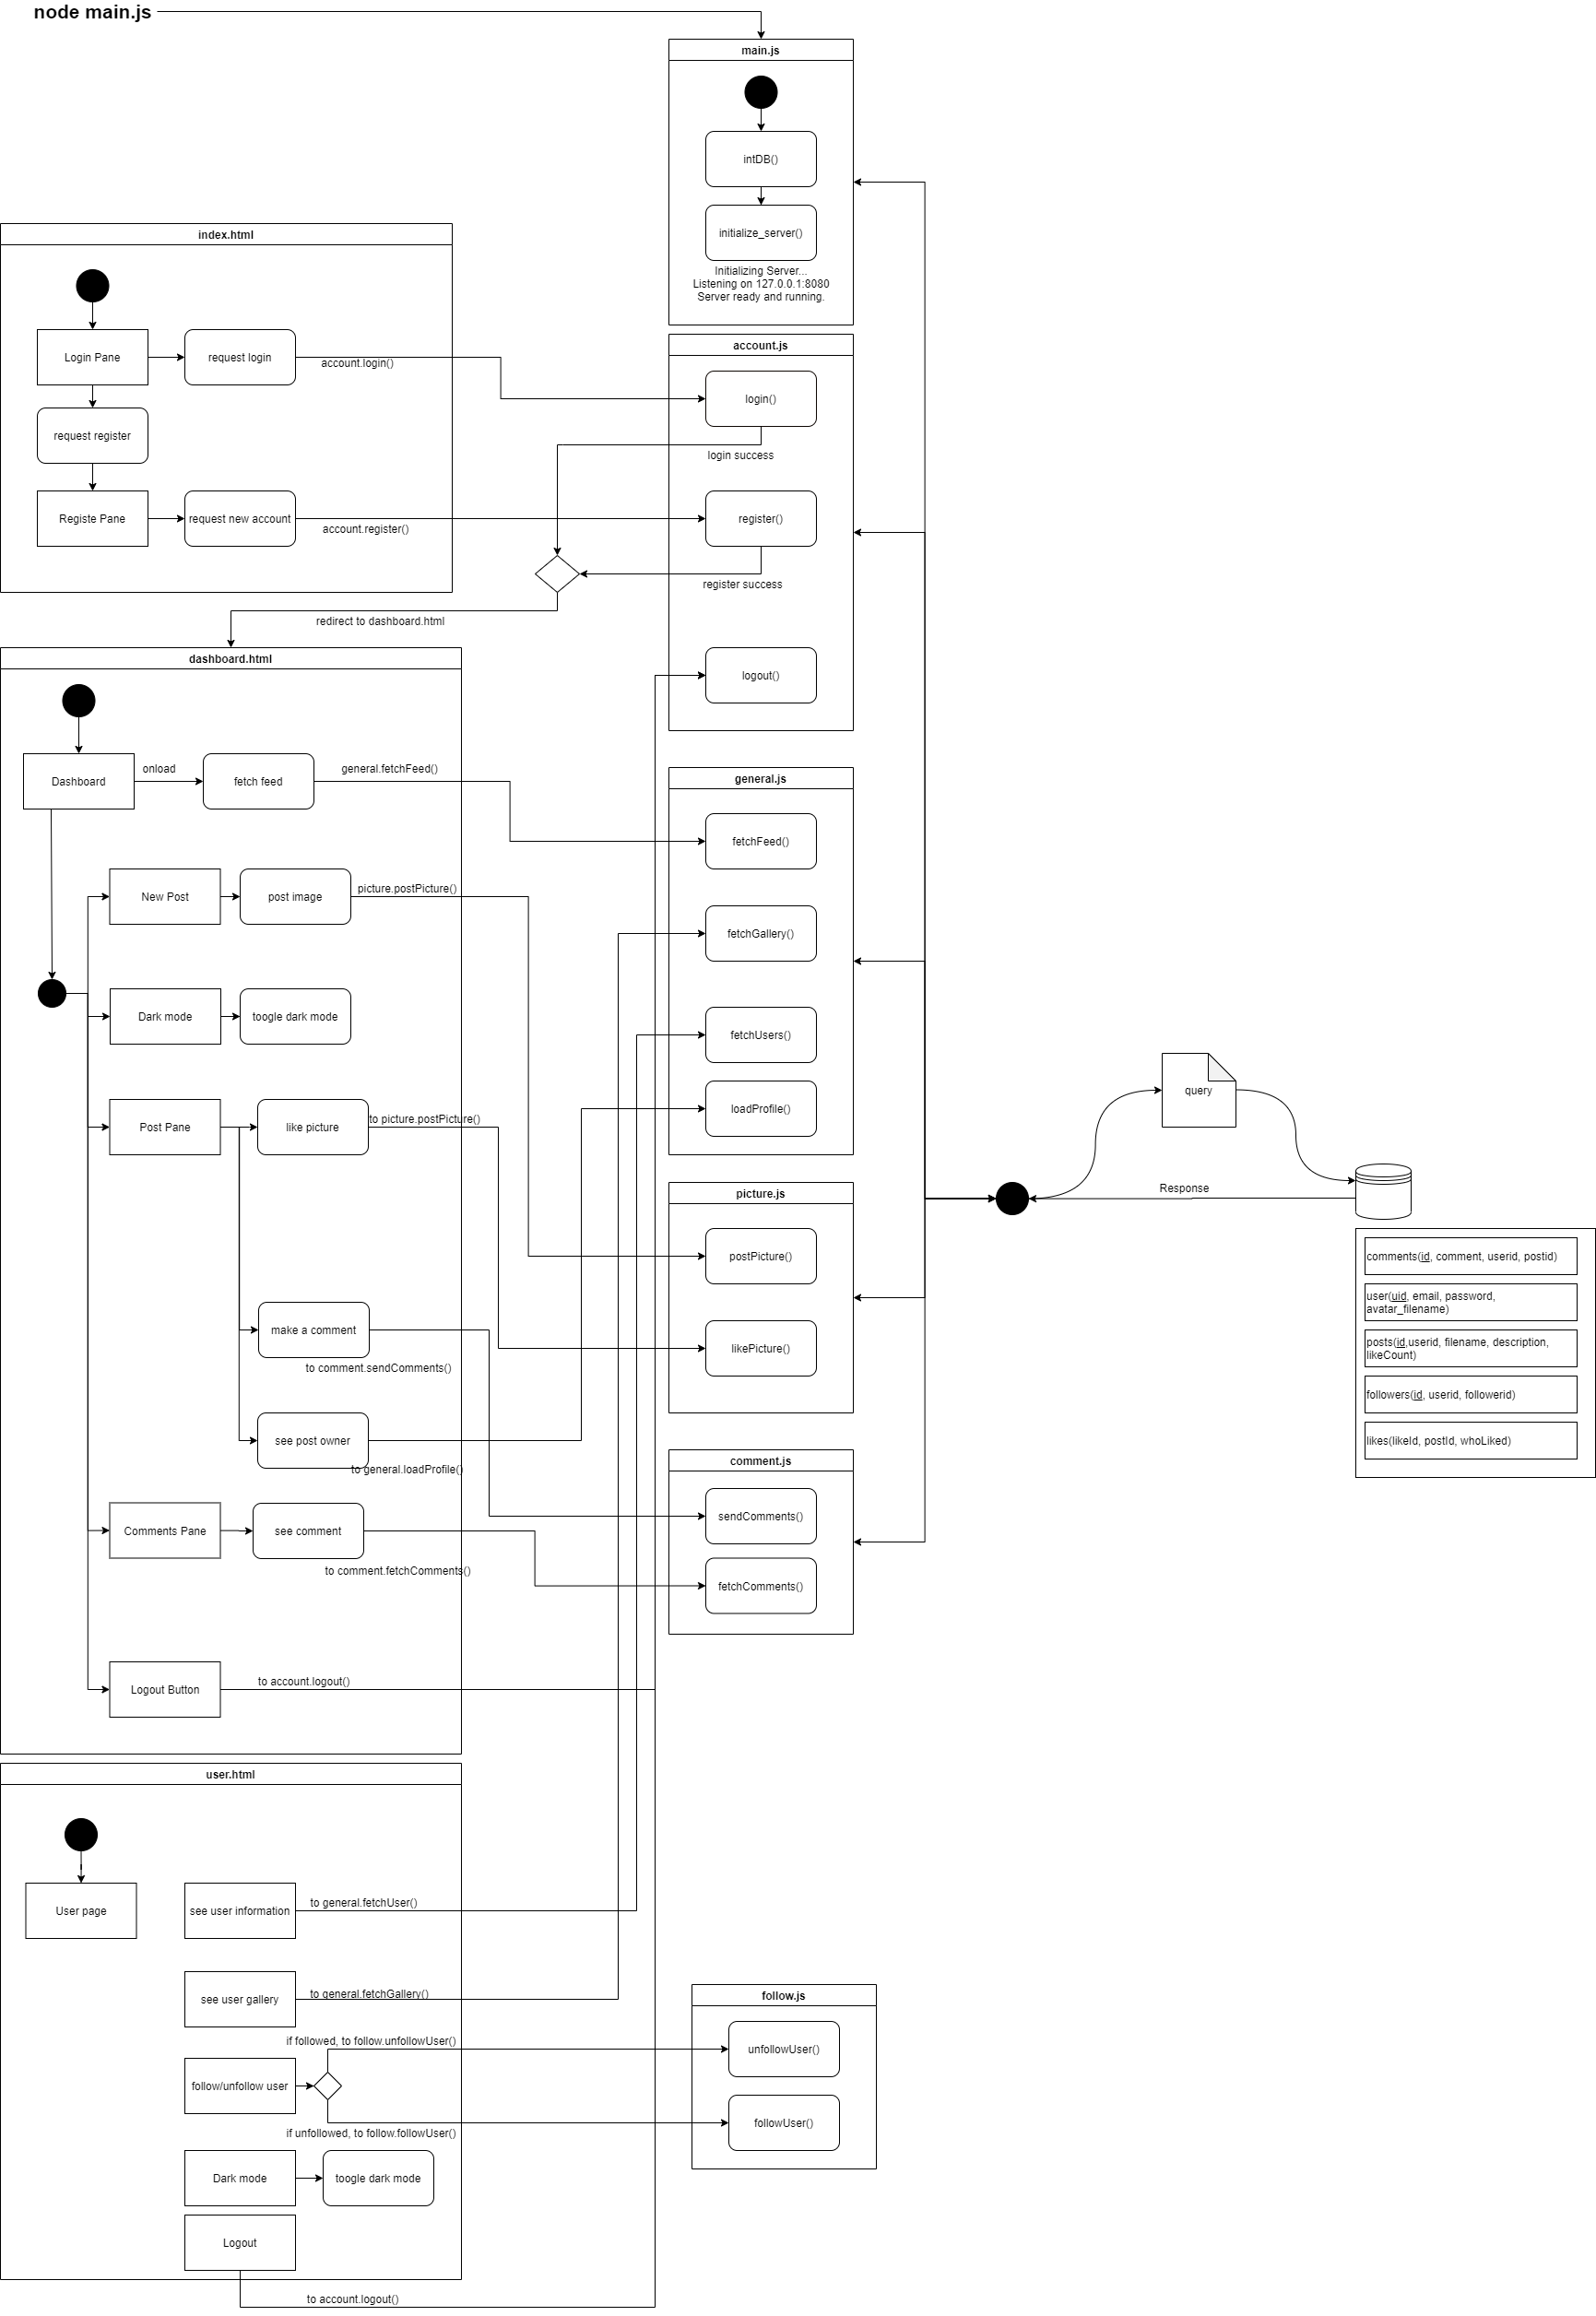 node main.js
main.js
intDB()
initialize_server()
Initializing Server...
Listening on 127.0.0.1:8080
Server ready and running.
index.html
Login Pane
request login
account.login()
request register
Registe Pane
request new account
account.register()
account.js
login()
login success
register()
register success
logout()
redirect to dashboard.html
dashboard.html
Dashboard
onload
fetch feed
general.fetchFeed()
New Post
post image
picture.postPicture()
Dark mode
toogle dark mode
Post Pane
like picture
to picture.postPicture()
make a comment
to comment.sendComments()
see post owner
to general.loadProfile()
Comments Pane
see comment
to comment.fetchComments()
Logout Button
to account.logout()
general.js
fetchFeed()
fetchGallery()
fetchUsers()
loadProfile()
picture.js
postPicture()
likePicture()
comment.js
sendComments()
fetchComments()
query
Response
comments(id, comment, userid, postid)
user(uid, email, password,
avatar_filename)
posts(id,userid, filename, description,
likeCount)
followers(id, userid, followerid)
likes(likeId, postId, whoLiked)
user.html
User page
see user information
to general.fetchUser()
see user gallery
to general.fetchGallery()
if followed, to follow.unfollowUser()
follow/unfollow user
if unfollowed, to follow.followUser()
Dark mode
toogle dark mode
Logout
to account.logout()
follow.js
unfollowUser()
followUser()